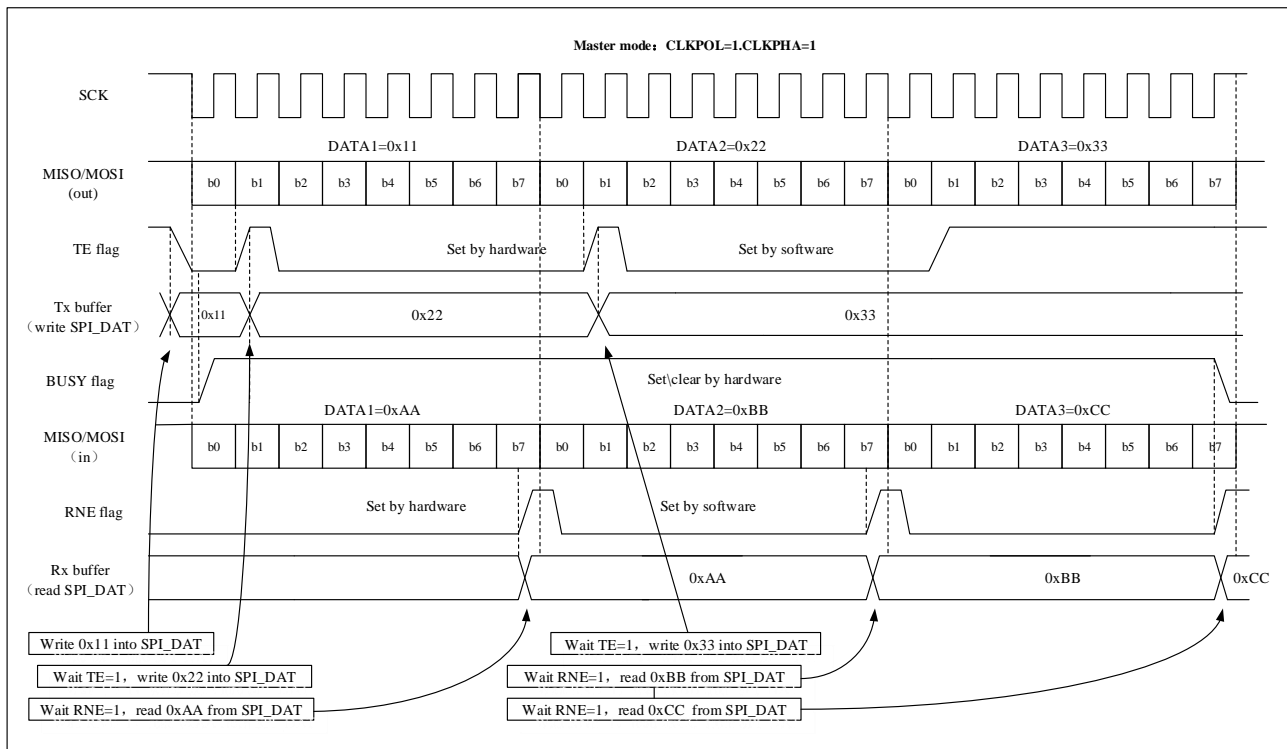 Master mode：CLKPOL=1.CLKPHA=1
SCK
DATA1=0x11 DATA2=0x22 DATA3=0x33
MISO/MOSI
(out)
b0 b1 b2 b3 b4 b5 b6 b7 b0 b1 b2 b3 b4 b5 b6 b7 b0 b1 b2 b3 b4 b5 b6 b7
TE flag
Set by hardware Set by software
Tx buffer
（write SPI_DAT）
0x11 0x22 0x33
BUSY flag
Set\clear by hardware
DATA1=0xAA DATA2=0xBB DATA3=0xCC
MISO/MOSI
(in)
b0 b1 b2 b3 b4 b5 b6 b7 b0 b1 b2 b3 b4 b5 b6 b7 b0 b1 b2 b3 b4 b5 b6 b7
RNE flag
Set by hardware Set by software
Rx buffer
（read SPI_DAT）
0xAA 0xBB 0xCC
Write 0x11 into SPI_DAT
Wait TE=1，write 0x33 into SPI_DAT
Wait TE=1，write 0x22 into SPI_DAT
Wait RNE=1，read 0xBB from SPI_DAT
Wait RNE=1，read 0xAA from SPI_DAT
Wait RNE=1，read 0xCC from SPI_DAT